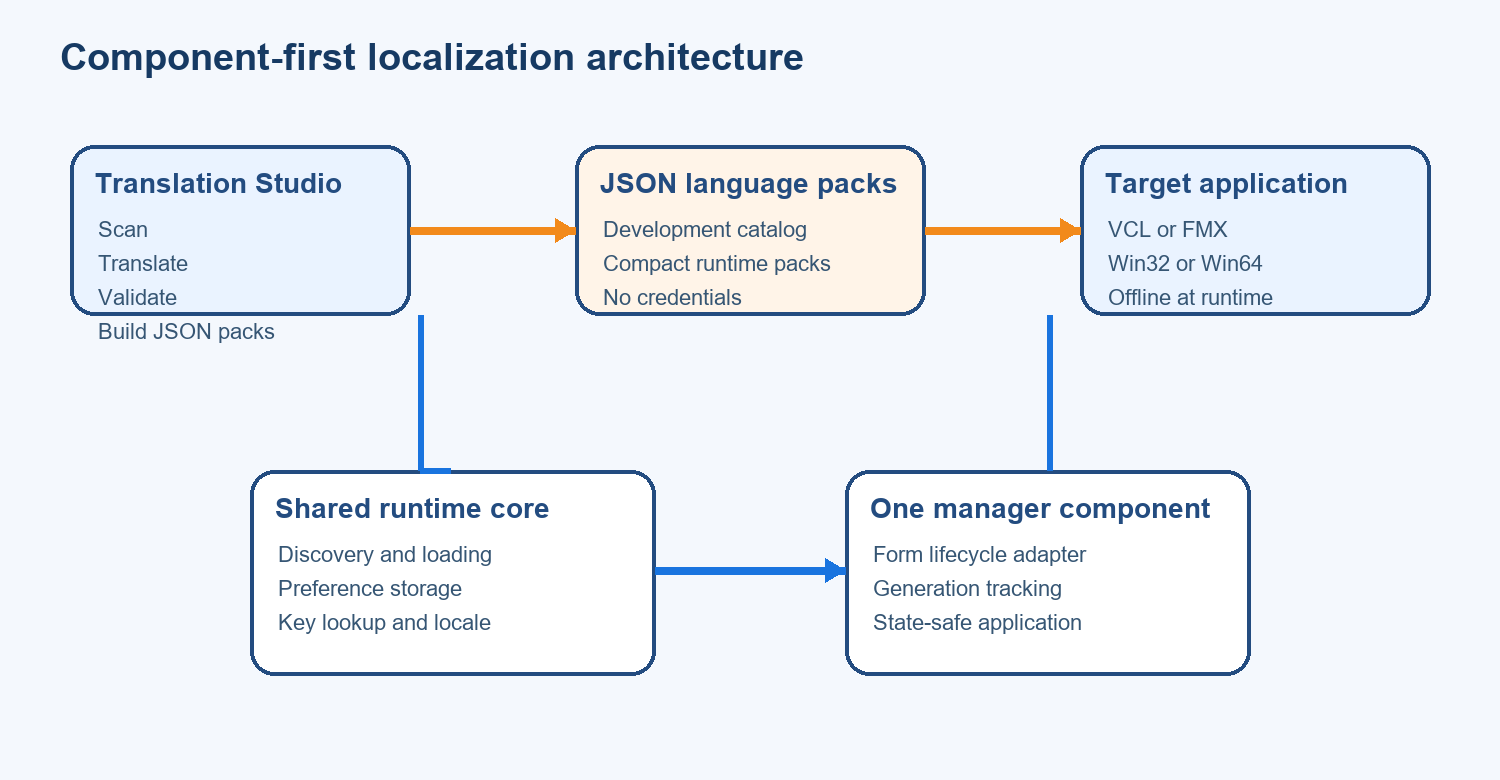 Component-first localization architecture
Translation Studio
Scan
Translate
Validate
Build JSON packs
JSON language packs
Development catalog
Compact runtime packs
No credentials
Target application
VCL or FMX
Win32 or Win64
Offline at runtime
Shared runtime core
Discovery and loading
Preference storage
Key lookup and locale
One manager component
Form lifecycle adapter
Generation tracking
State-safe application